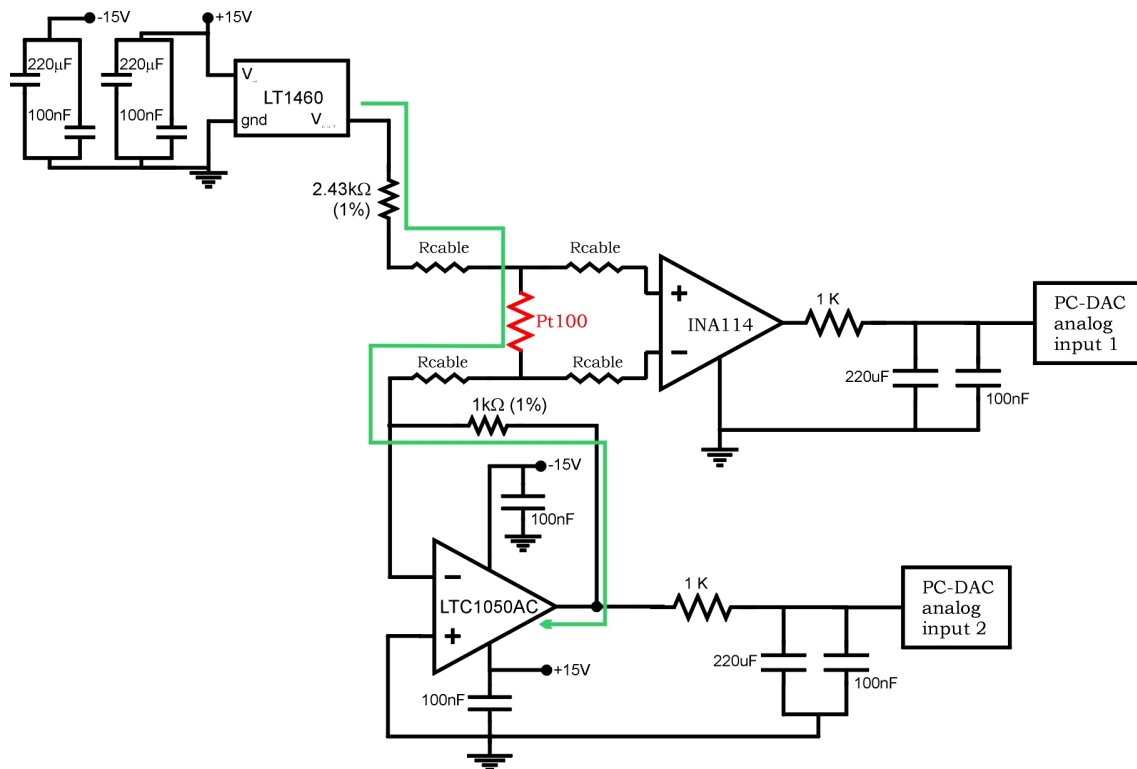 -15V
+15V
220µF
220µF
100nF
100nF
V
LT1460
gnd
V
2.43kΩ
(1%)
Rcable
Rcable
Pt100
Rcable
Rcable
+
−
INA114
1 K
220uF
100nF
PC-DAC
analog
input 1
1kΩ (1%)
-15V
100nF
−
LTC1050AC
+
+15V
100nF
1 K
220uF
100nF
PC-DAC
analog
input 2